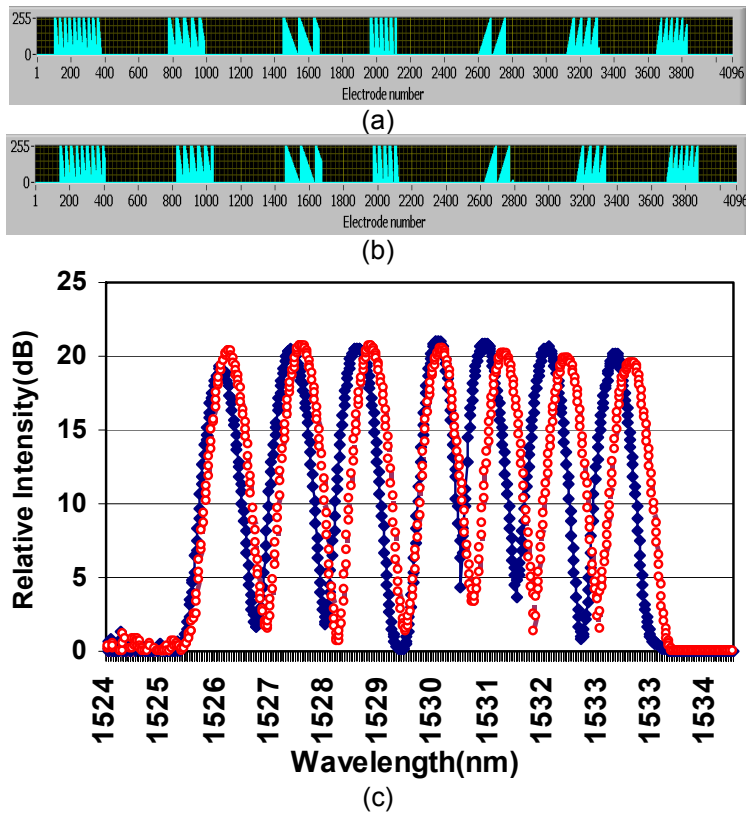 255
0
1 200 400 600 800 1000 1200 1400 1600 1800 2000 2200 2400 2600 2800 3000 3200 3400 3600 3800 4096
Electrode number
(a)
255
0
1 200 400 600 800 1000 1200 1400 1600 1800 2000 2200 2400 2600 2800 3000 3200 3400 3600 3800 4096
Electrode number
(b)
25
20
15
10
5
0
Relative Intensity(dB)
1524 1525 1526 1527 1528 1529 1530 1531 1532 1533 1533 1534
Wavelength(nm)
(c)